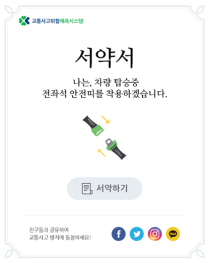 교통사고위험예측시스템
서약서
나는, 차량 탑승중
전좌석 안전띠를 착용하겠습니다.
서약하기
친구들과 공유하여
교통사고 방지에 동참하세요!